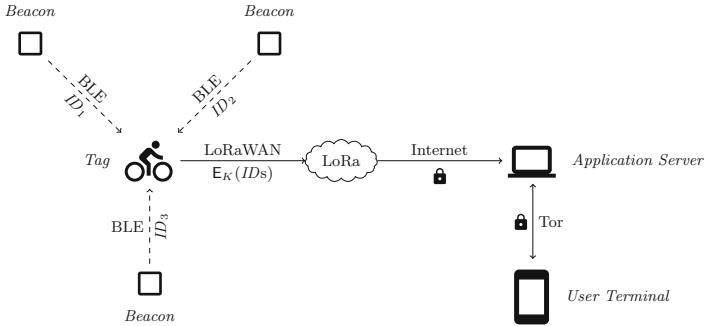 Beacon
Beacon
BLE
ID₁
BLE
ID₂
Tag
LoRaWAN
E_K(IDs)
LoRa
Internet
Application Server
BLE
ID₃
Tor
Beacon
User Terminal